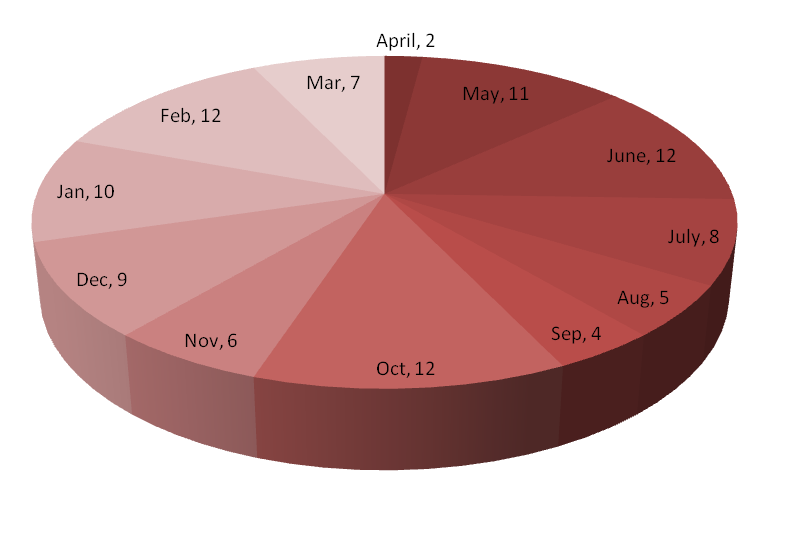 April, 2
May, 11
June, 12
July, 8
Aug, 5
Sep, 4
Oct, 12
Nov, 6
Dec, 9
Jan, 10
Feb, 12
Mar, 7